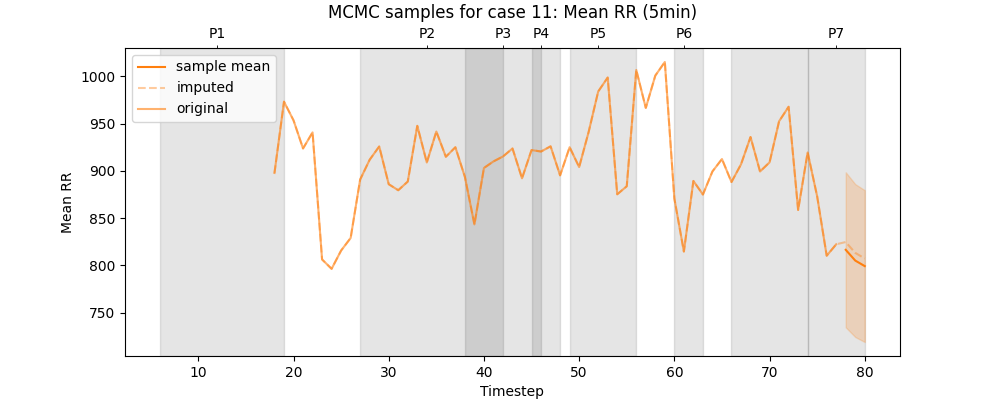 MCMC samples for case 11: Mean RR (5min)
P1 P2 P3 P4 P5 P6 P7
sample mean
imputed
original
1000
950
900
850
800
750
Mean RR
10 20 30 40 50 60 70 80
Timestep